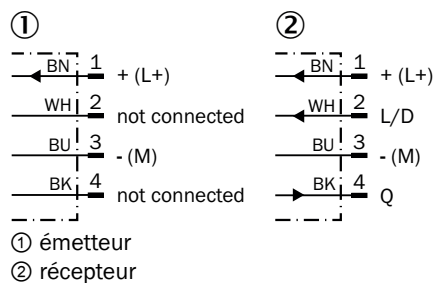 ① ②
BN 1 + (L+) BN 1 + (L+)
WH 2 not connected WH 2 L/D
BU 3 - (M) BU 3 - (M)
BK 4 not connected BK 4 Q
① émetteur
② récepteur